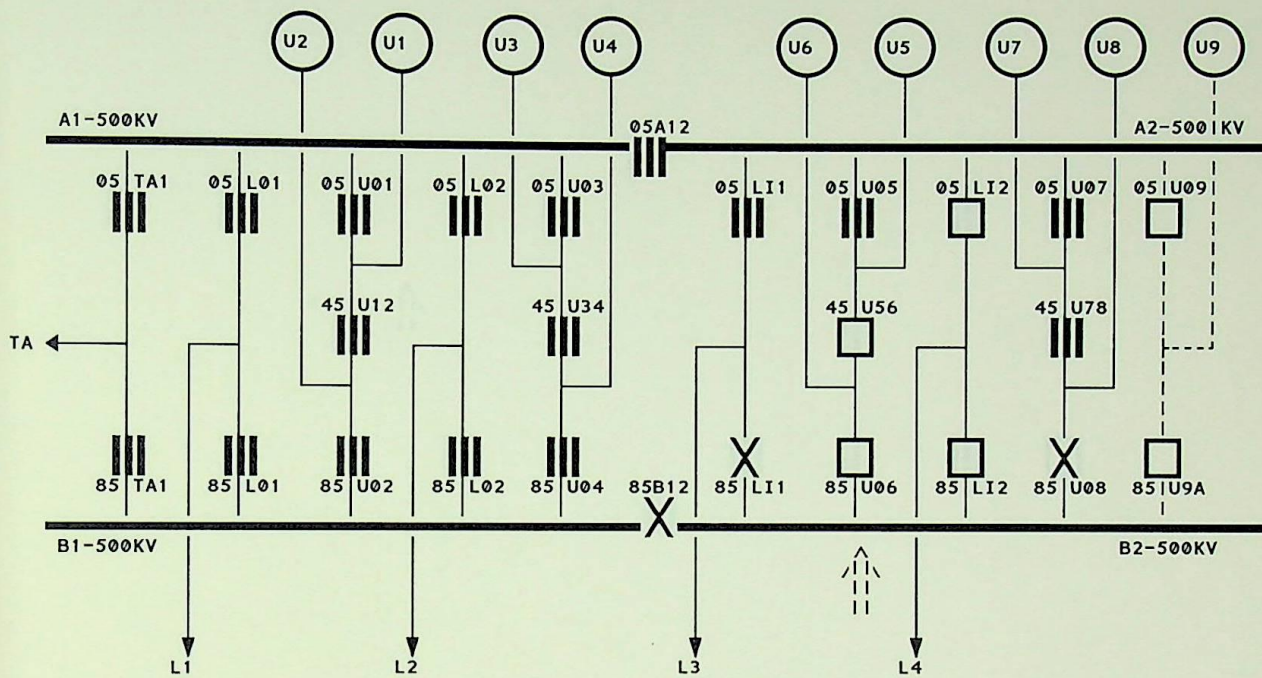 U2 U1 U3 U4 U6 U5 U7 U8 U9
A1-500KV 05A12 A2-500 KV
05 TA1 05 L01 05 U01 05 L02 05 U03 05 LI1 05 U05 05 LI2 05 U07 05 U09
45 U12 45 U34 45 U56 45 U78
TA
85 TA1 85 L01 85 U02 85 L02 85 U04 85B12 85 LI1 85 U06 85 LI2 85 U08 85 U9A
B1-500KV B2-500KV
L1 L2 L3 L4